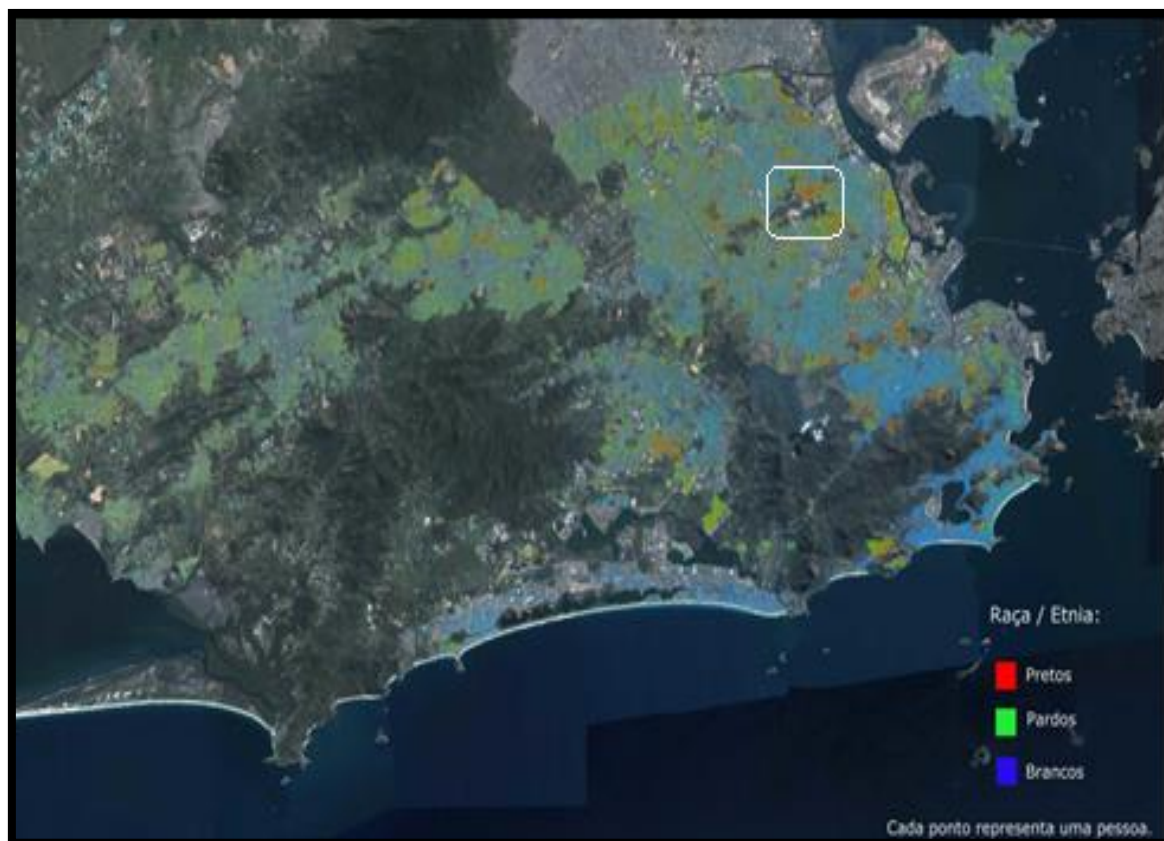 Raça / Etnia:
Pretos
Pardos
Brancos
Cada ponto representa uma pessoa.